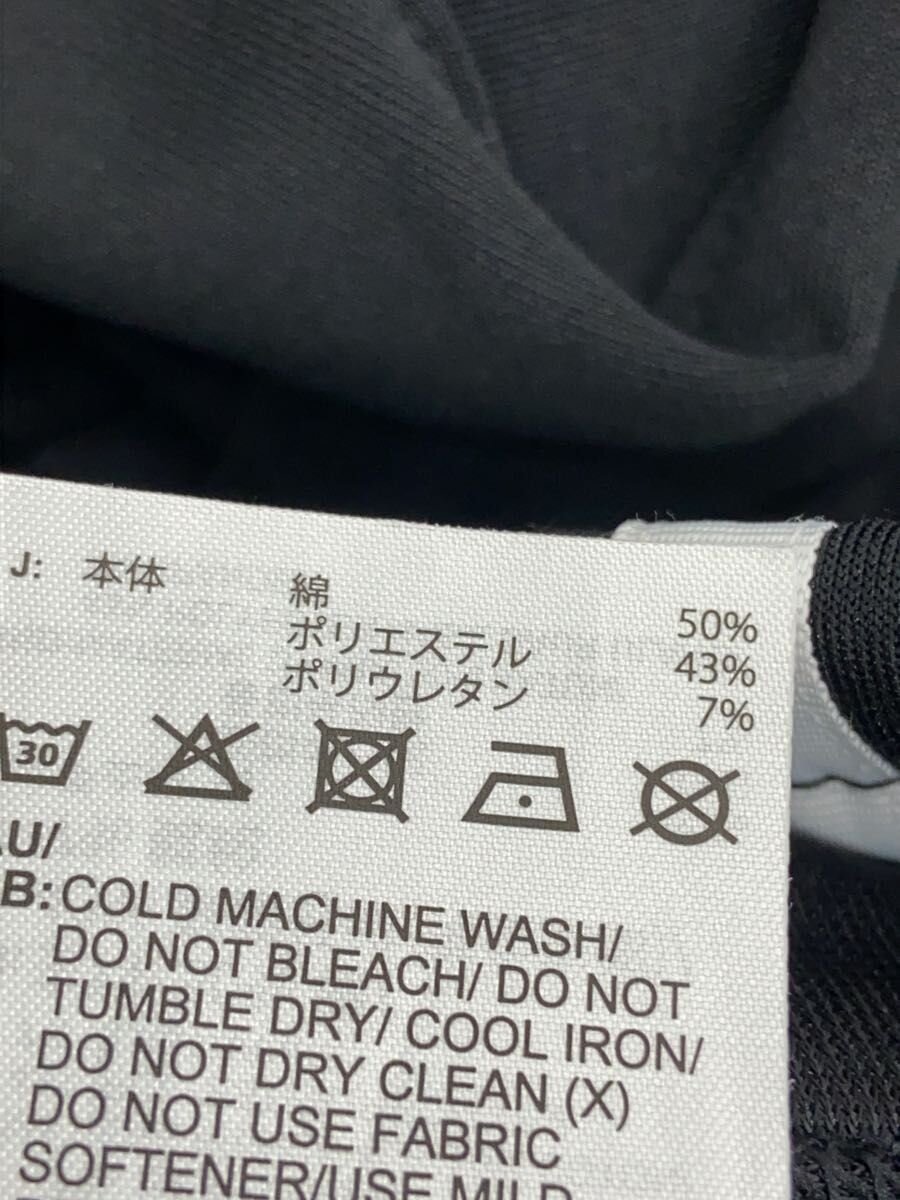 J: 本体 綿 50%
ポリエステル 43%
ポリウレタン 7%
30
U/
B: COLD MACHINE WASH/
DO NOT BLEACH/ DO NOT
TUMBLE DRY/ COOL IRON/
DO NOT DRY CLEAN (X)
DO NOT USE FABRIC
SOFTENER/USE MILD